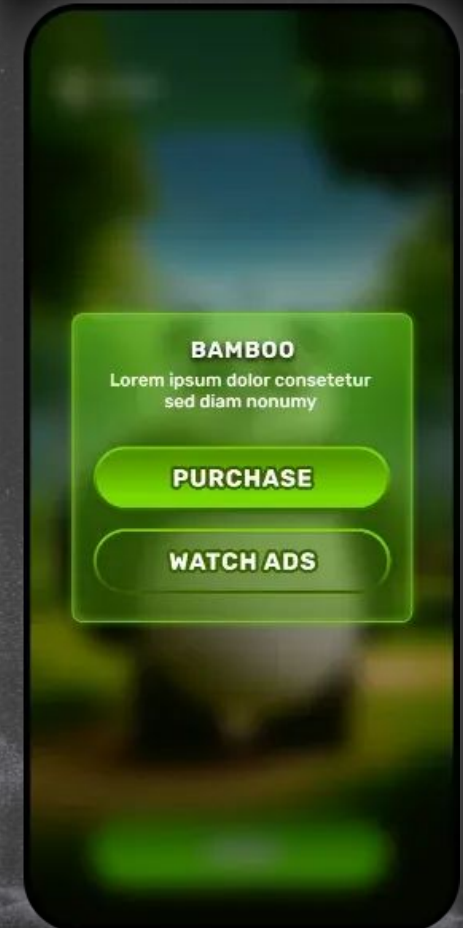 BAMBOO
Lorem ipsum dolor consetetur
sed diam nonumy
PURCHASE
WATCH ADS